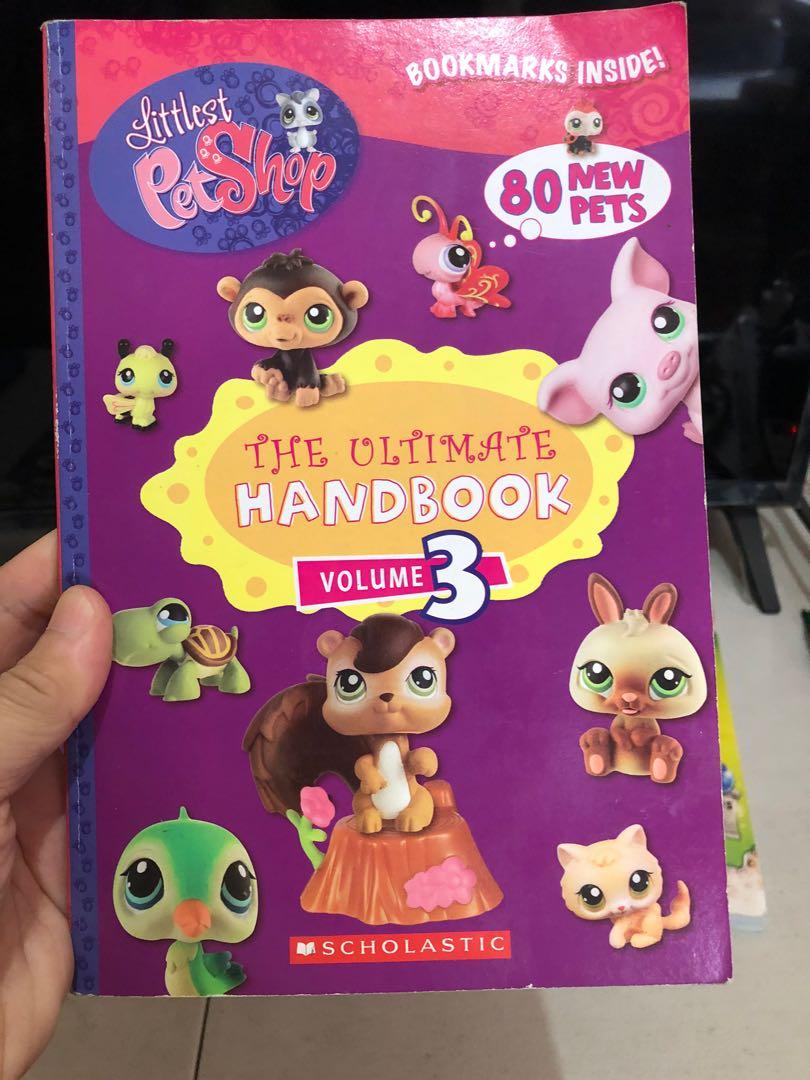 BOOKMARKS INSIDE!
Littlest
PetShop
80 NEW
PETS
THE ULTIMATE
HANDBOOK
VOLUME 3
SCHOLASTIC